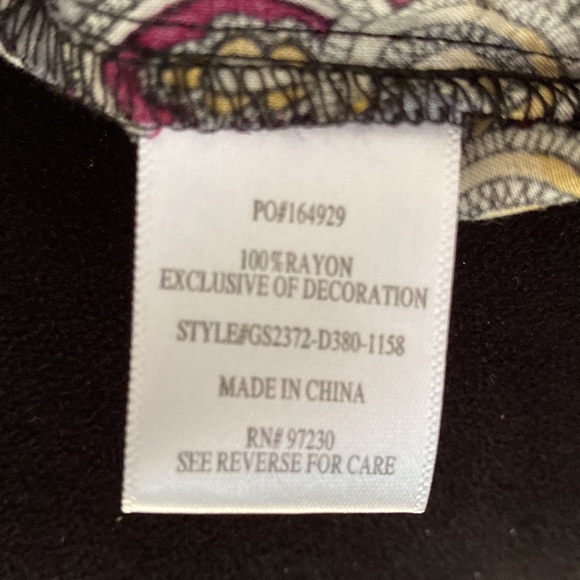 PO#164929
100%RAYON
EXCLUSIVE OF DECORATION
STYLE#GS2372-D380-1158
MADE IN CHINA
RN# 97230
SEE REVERSE FOR CARE